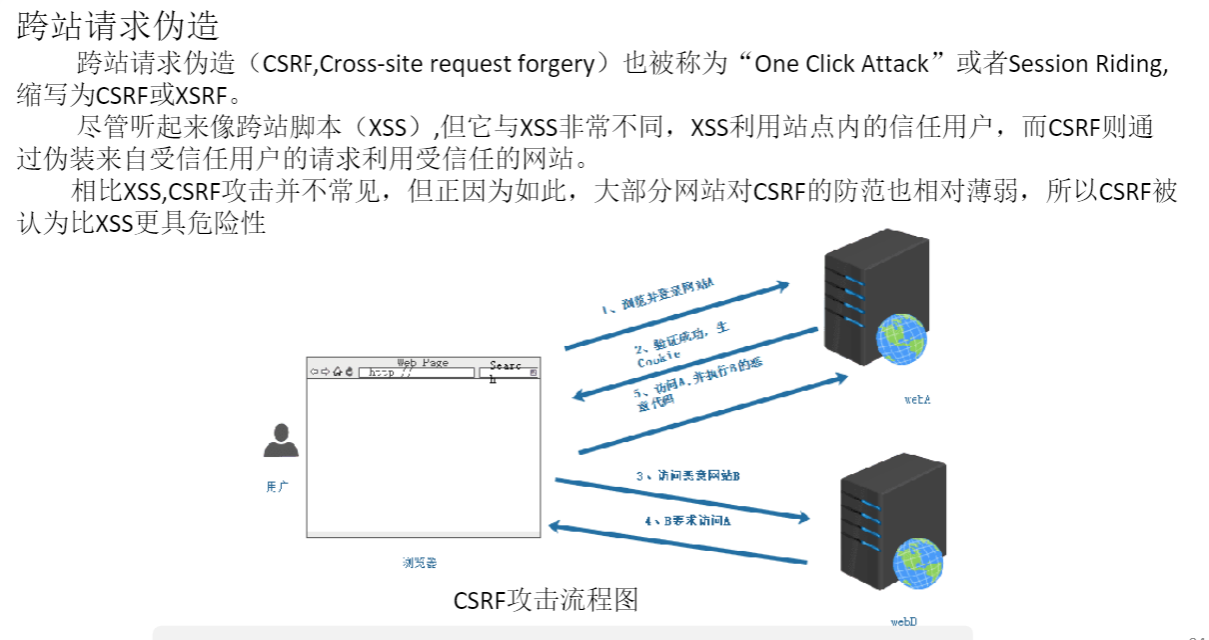 跨站请求伪造
跨站请求伪造（CSRF,Cross-site request forgery）也被称为“One Click Attack”或者Session Riding,
缩写为CSRF或XSRF。
尽管听起来像跨站脚本（XSS）,但它与XSS非常不同，XSS利用站点内的信任用户，而CSRF则通
过伪装来自受信任用户的请求利用受信任的网站。
相比XSS,CSRF攻击并不常见，但正因为如此，大部分网站对CSRF的防范也相对薄弱，所以CSRF被
认为比XSS更具危险性
1、浏览并登录网站A
2、验证成功，生
Cookie
5、访问A，并执行B的恶
意代码
webA
Web Page
http://
Searc
h
用户
3、访问恶意网站B
4、B要求访问A
浏览器
CSRF攻击流程图